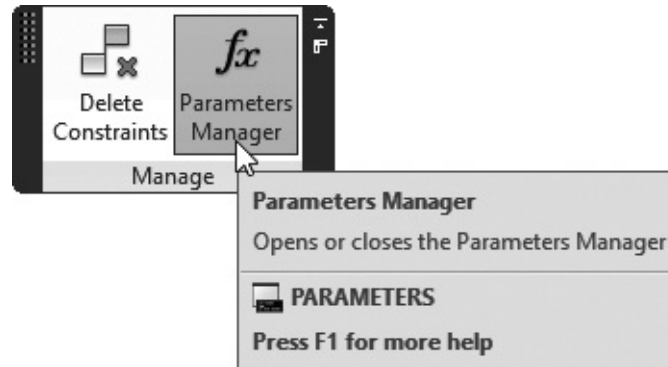 fx
Delete
Constraints
Parameters
Manager
Manage
Parameters Manager
Opens or closes the Parameters Manager
PARAMETERS
Press F1 for more help